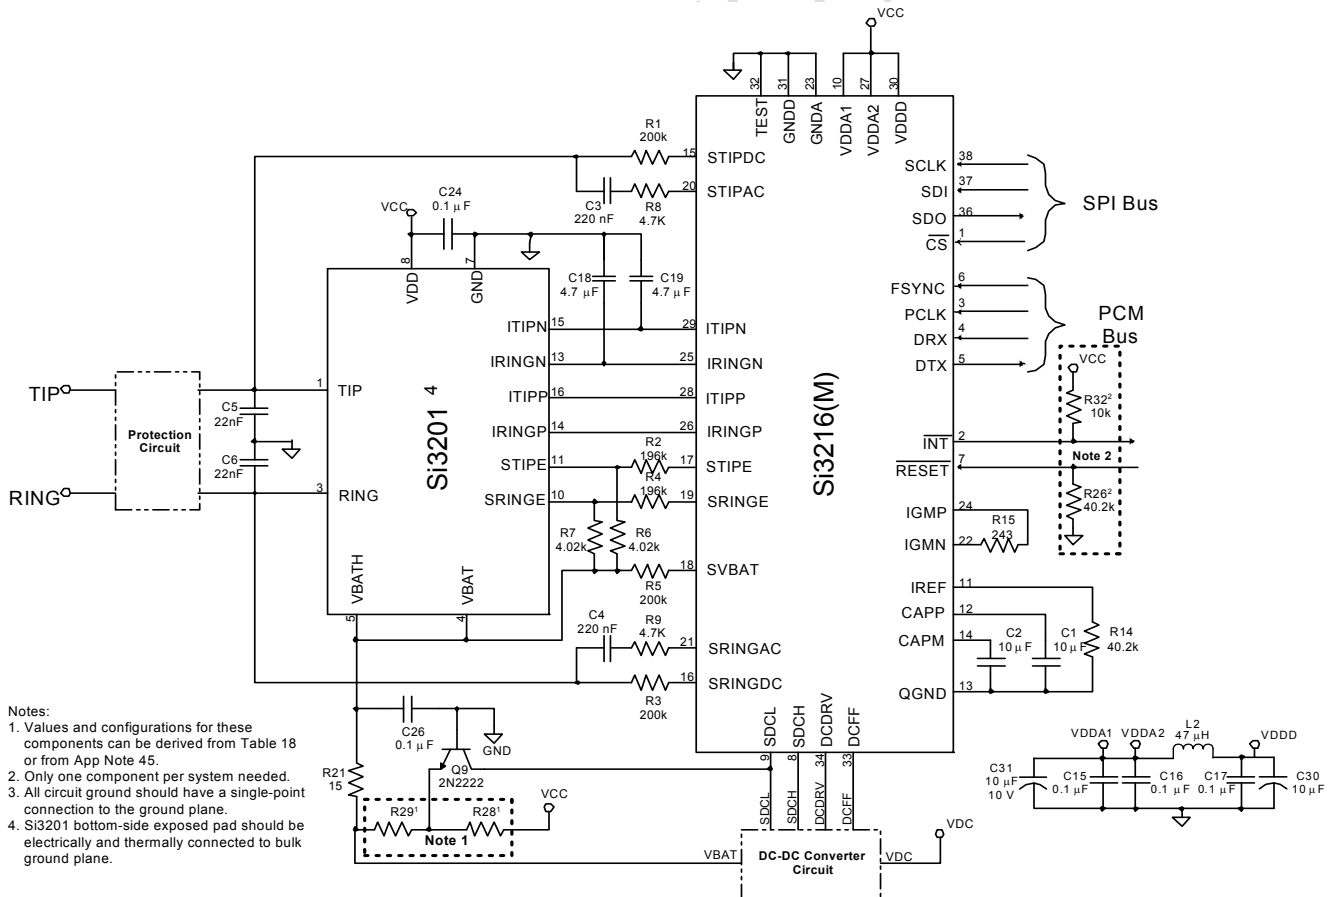 VCC
32
31
23
10
27
30
TEST
GNDD
GNDA
VDDA1
VDDA2
VDDD
R1
200k
15
STIPDC
20
STIPAC
C3
220 nF
R8
4.7K
SCLK
38
SDI
37
SDO
36
CS
1
SPI Bus
FSYNC
6
PCLK
3
DRX
4
DTX
5
PCM
Bus
C24
0.1 μF
VCC
8
7
VDD
GND
C18
4.7 μF
C19
4.7 μF
ITIPN
15
29
ITIPN
IRINGN
13
25
IRINGN
ITIPP
16
28
ITIPP
IRINGP
14
26
IRINGP
STIPE
11
R2
196k
17
STIPE
SRINGE
10
R4
196k
19
SRINGE
R7
4.02k
R6
4.02k
18
SVBAT
R5
200k
TIP
RING
Protection
Circuit
C5
22nF
C6
22nF
1
TIP
3
RING
Si3201 4
Si3216(M)
VBATH
VBAT
5
4
VCC
R32²
10k
INT
2
Note 2
RESET
7
R26²
40.2k
IGMP
24
IGMN
22
R15
243
IREF
11
CAPP
12
CAPM
14
QGND
13
C2
10 μF
C1
10 μF
R14
40.2k
C4
220 nF
R9
4.7K
21
SRINGAC
16
SRINGDC
R3
200k
SDCL
SDCH
DCDRV
DCFF
9
8
34
33
SDCL
SDCH
DCDRV
DCFF
C26
0.1 μF
GND
Q9
2N2222
R21
15
R29¹
R28¹
Note 1
VCC
VBAT
DC-DC Converter
Circuit
VDC
VDC
VDDA1
VDDA2
L2
47 μH
VDDD
C31
10 μF
10 V
C15
0.1 μF
C16
0.1 μF
C17
0.1 μF
C30
10 μF
Notes:
1. Values and configurations for these
components can be derived from Table 18
or from App Note 45.
2. Only one component per system needed.
3. All circuit ground should have a single-point
connection to the ground plane.
4. Si3201 bottom-side exposed pad should be
electrically and thermally connected to bulk
ground plane.